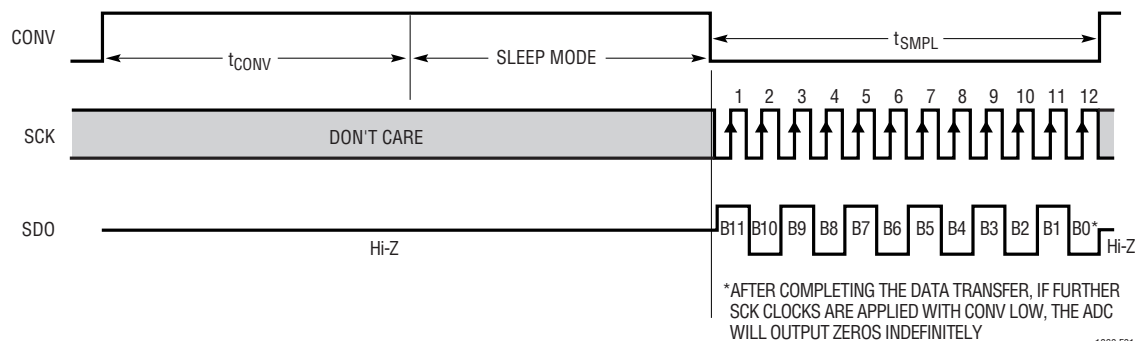 CONV
tCONV
SLEEP MODE
tSMPL
1 2 3 4 5 6 7 8 9 10 11 12
SCK
DON'T CARE
SDO
Hi-Z
B11 B10 B9 B8 B7 B6 B5 B4 B3 B2 B1 B0*
Hi-Z
*AFTER COMPLETING THE DATA TRANSFER, IF FURTHER
SCK CLOCKS ARE APPLIED WITH CONV LOW, THE ADC
WILL OUTPUT ZEROS INDEFINITELY